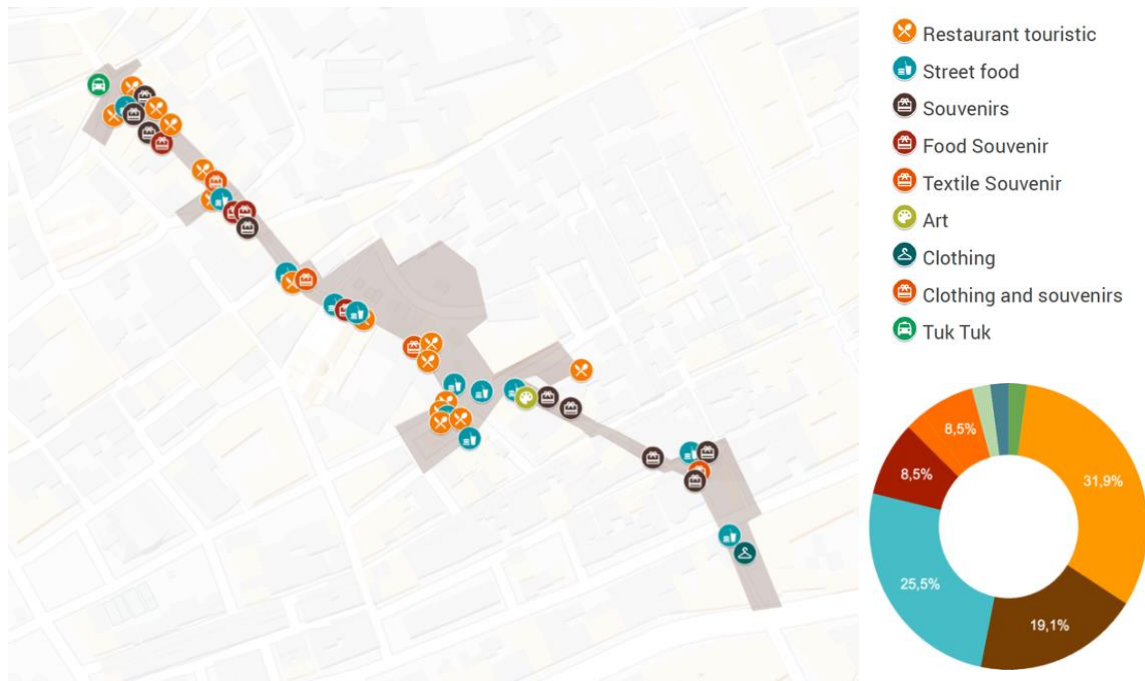 Restaurant touristic
Street food
Souvenirs
Food Souvenir
Textile Souvenir
Art
Clothing
Clothing and souvenirs
Tuk Tuk
8,5%
8,5%
31,9%
25,5%
19,1%